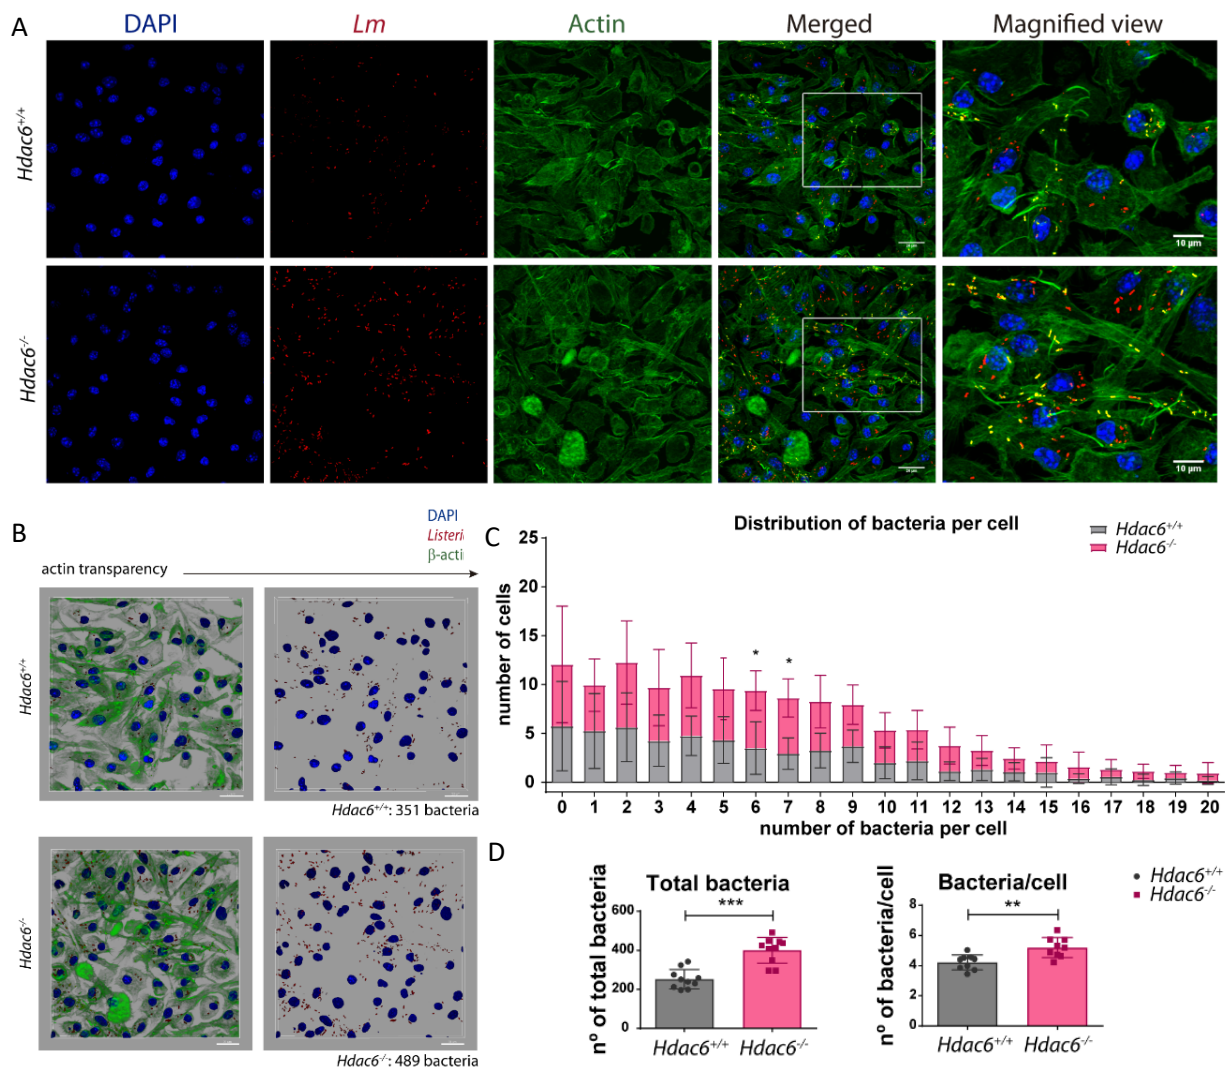 A
DAPI
Lm
Actin
Merged
Magnified view
Hdac6+/+
10 µm
Hdac6-/-
10 µm
B
DAPI
Listeri
β-acti
actin transparency
Hdac6+/+
Hdac6+/+: 351 bacteria
Hdac6-/-
Hdac6-/-: 489 bacteria
C
Distribution of bacteria per cell
Hdac6+/+
Hdac6-/-
number of cells
25
20
15
10
5
0
* *
0 1 2 3 4 5 6 7 8 9 10 11 12 13 14 15 16 17 18 19 20
number of bacteria per cell
D
Total bacteria
***
nº of total bacteria
600
400
200
0
Hdac6+/+ Hdac6-/-
Bacteria/cell
**
nº of bacteria/cell
8
6
4
2
0
Hdac6+/+ Hdac6-/-
Hdac6+/+
Hdac6-/-